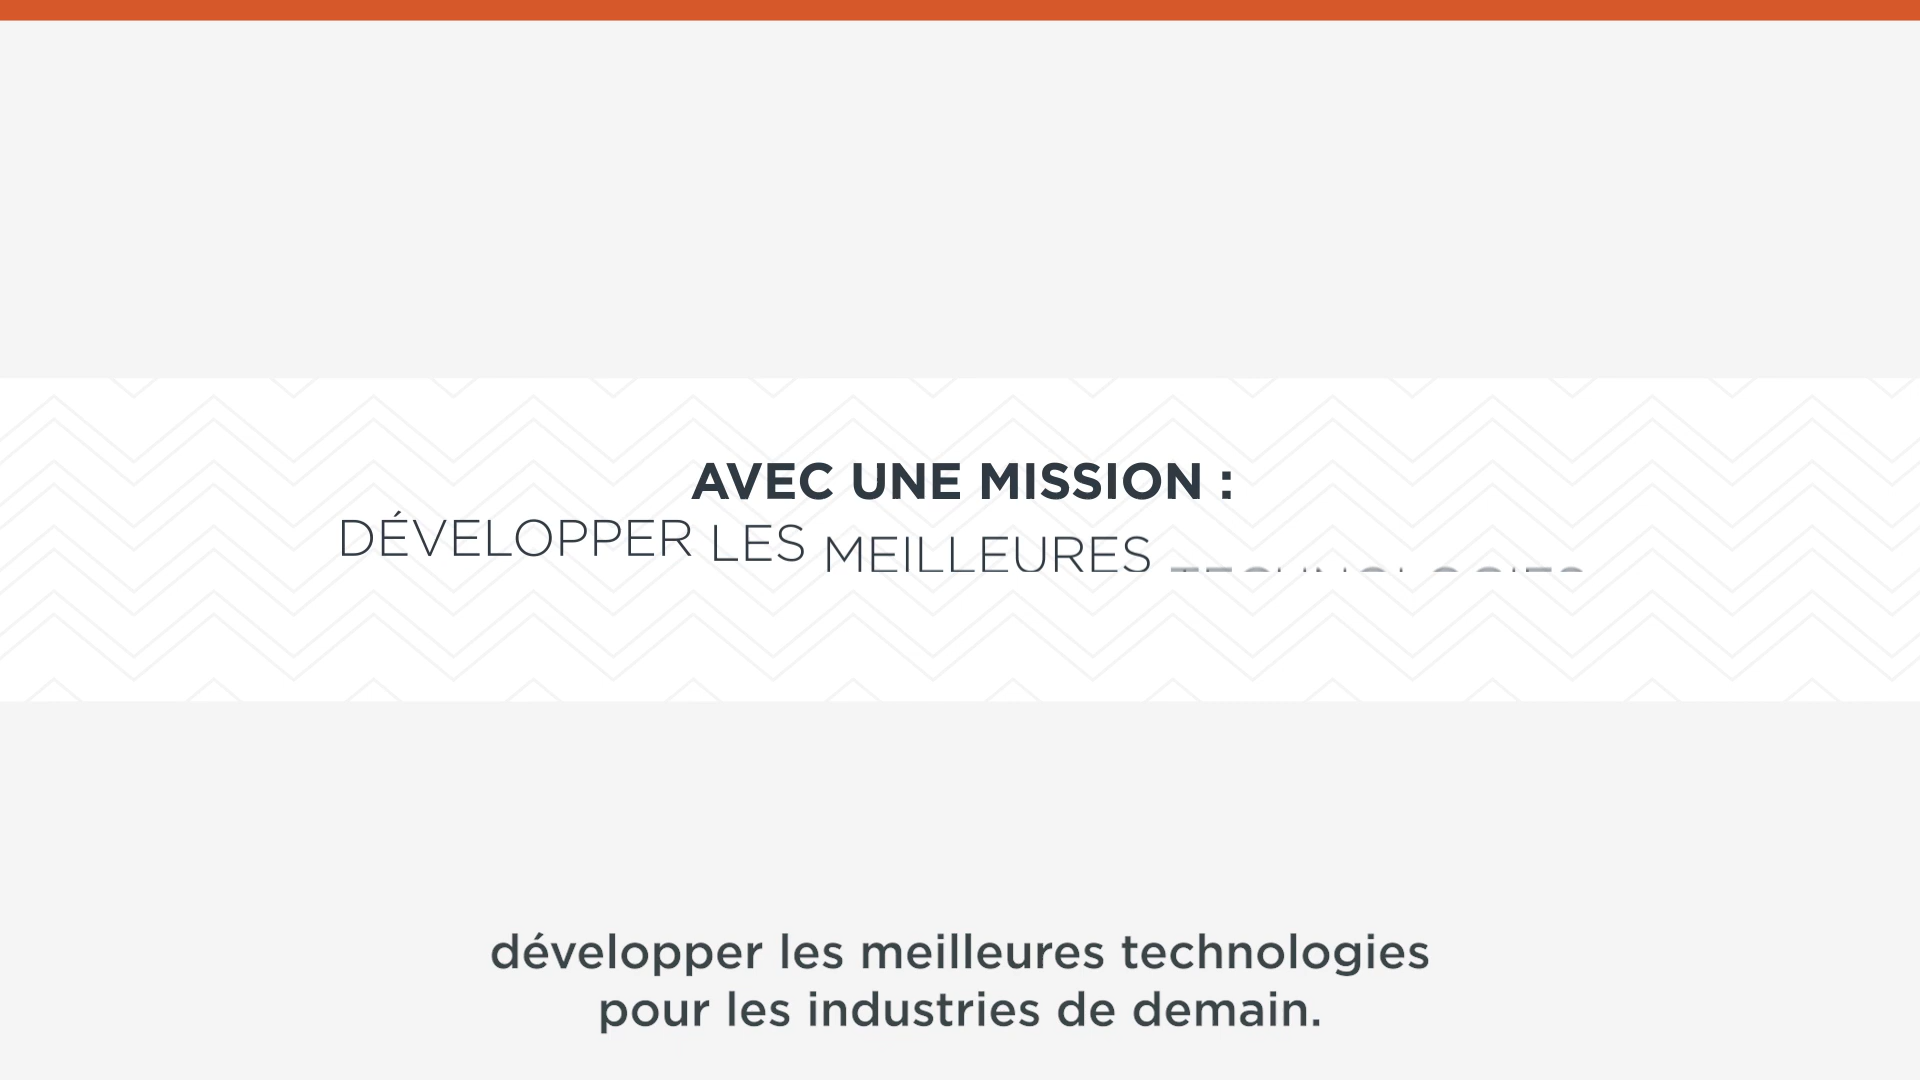 AVEC UNE MISSION :
DÉVELOPPER LES MEILLEURES
développer les meilleures technologies
pour les industries de demain.